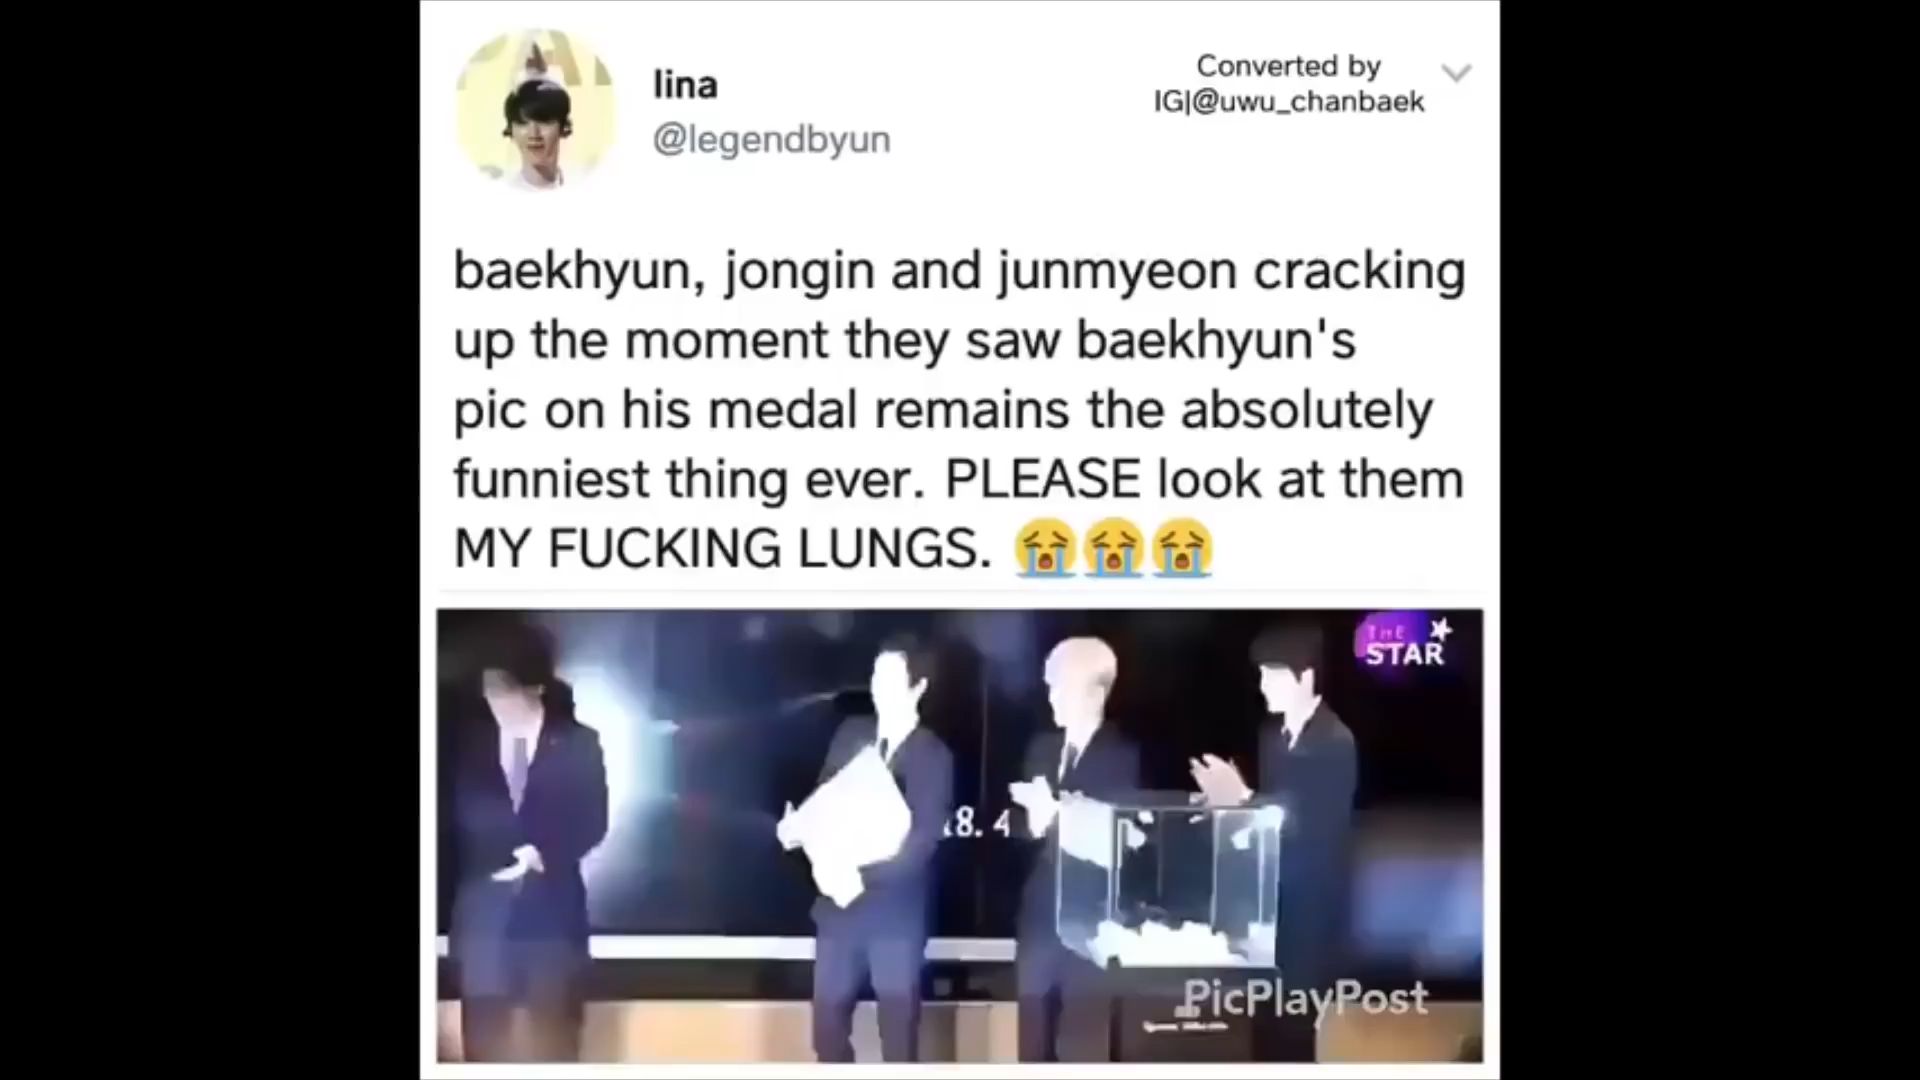 lina
@legendbyun
Converted by
IG|@uwu_chanbaek
baekhyun, jongin and junmyeon cracking
up the moment they saw baekhyun's
pic on his medal remains the absolutely
funniest thing ever. PLEASE look at them
MY FUCKING LUNGS. 😭😭😭
THE
STAR
8. 4
PicPlayPost